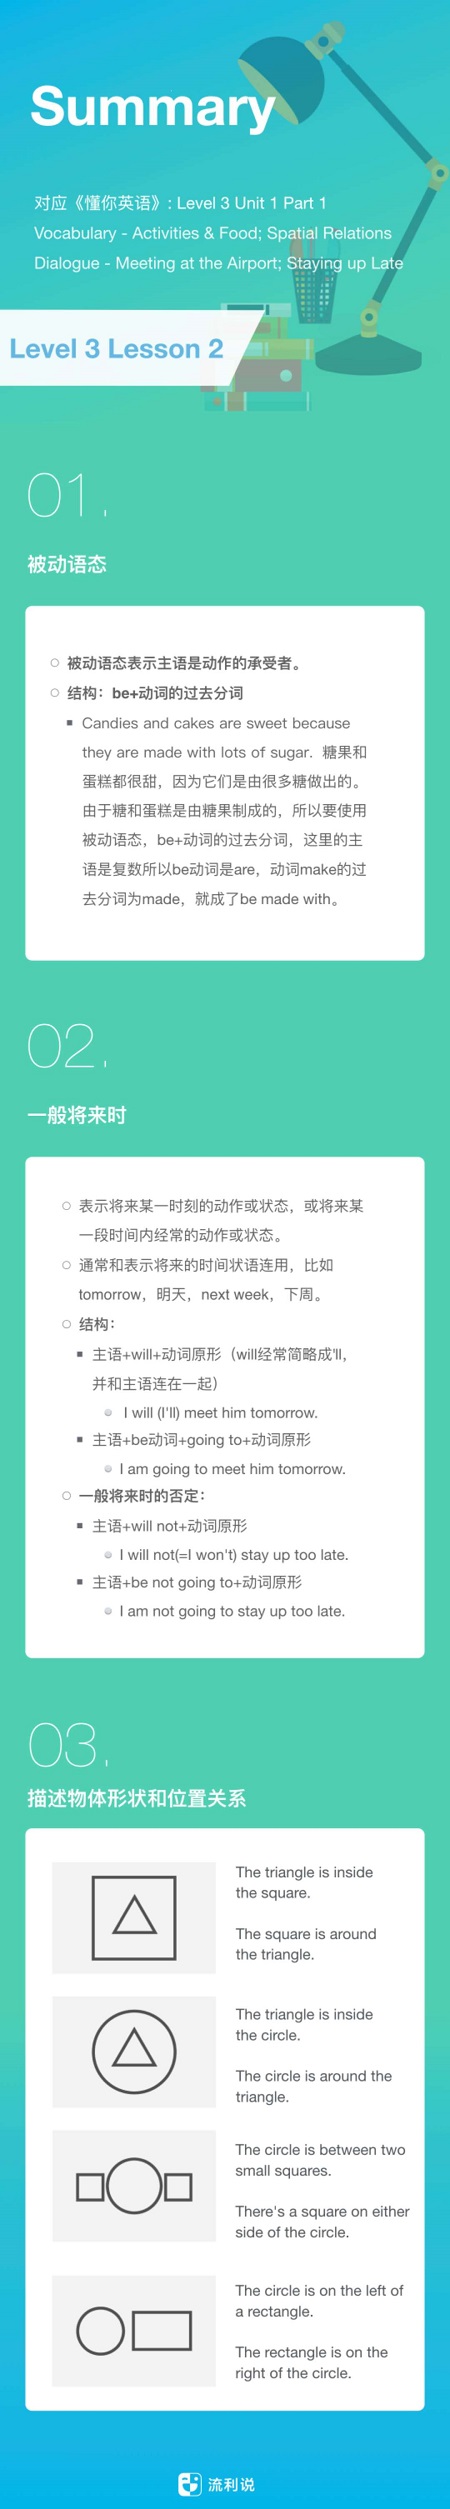 Summary
对应《懂你英语》: Level 3 Unit 1 Part 1
Vocabulary - Activities & Food; Spatial Relations
Dialogue - Meeting at the Airport; Staying up Late
Level 3 Lesson 2
01.
被动语态
被动语态表示主语是动作的承受者。
结构：be+动词的过去分词
Candies and cakes are sweet because
they are made with lots of sugar. 糖果和
蛋糕都很甜，因为它们是由很多糖做出的。
由于糖和蛋糕是由糖果制成的，所以要使用
被动语态，be+动词的过去分词，这里的主
语是复数所以be动词是are，动词make的过
去分词为made，就成了be made with。
02.
一般将来时
表示将来某一时刻的动作或状态，或将来某
一段时间内经常的动作或状态。
通常和表示将来的时间状语连用，比如
tomorrow，明天，next week，下周。
结构：
主语+will+动词原形（will经常简略成'll，
并和主语连在一起）
I will (I'll) meet him tomorrow.
主语+be动词+going to+动词原形
I am going to meet him tomorrow.
一般将来时的否定：
主语+will not+动词原形
I will not(=I won't) stay up too late.
主语+be not going to+动词原形
I am not going to stay up too late.
03.
描述物体形状和位置关系
The triangle is inside
the square.
The square is around
the triangle.
The triangle is inside
the circle.
The circle is around the
triangle.
The circle is between two
small squares.
There's a square on either
side of the circle.
The circle is on the left of
a rectangle.
The rectangle is on the
right of the circle.
流利说